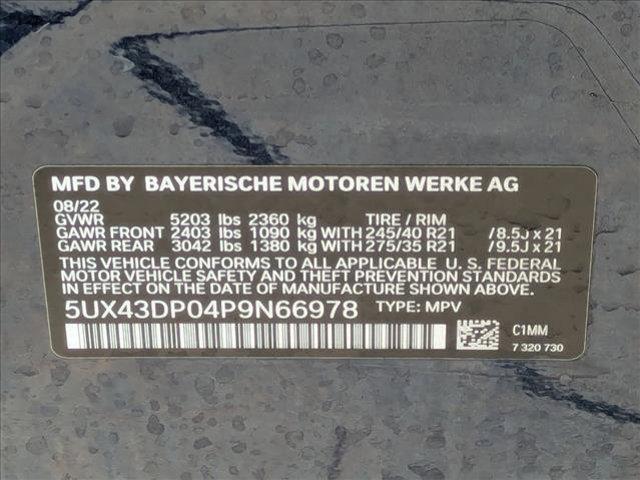 MFD BY BAYERISCHE MOTOREN WERKE AG
08/22
GVWR 5203 lbs 2360 kg TIRE / RIM
GAWR FRONT 2403 lbs 1090 kg WITH 245/40 R21 /8.5J x 21
GAWR REAR 3042 lbs 1380 kg WITH 275/35 R21 /9.5J x 21
THIS VEHICLE CONFORMS TO ALL APPLICABLE U. S. FEDERAL
MOTOR VEHICLE SAFETY AND THEFT PREVENTION STANDARDS
IN EFFECT ON THE DATE OF MANUFACTURE SHOWN ABOVE.
5UX43DP04P9N66978 TYPE: MPV
C1MM
7 320 730